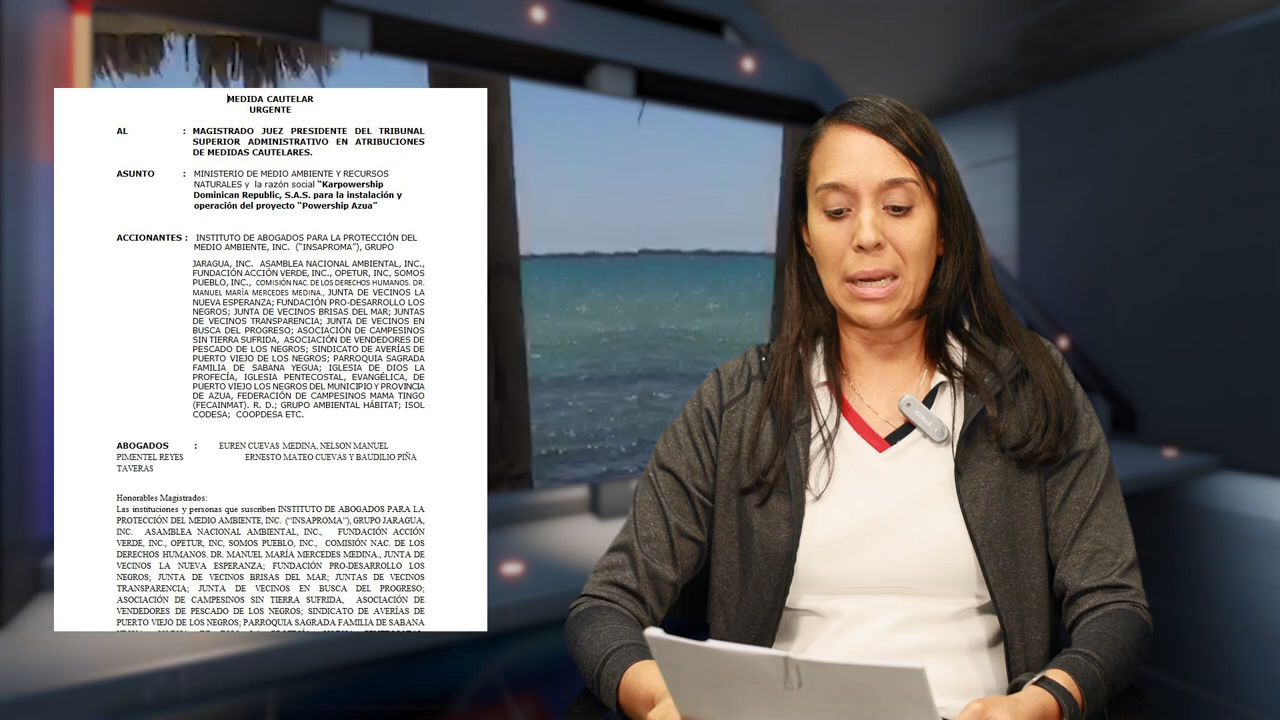 MEDIDA CAUTELAR
URGENTE
AL : MAGISTRADO JUEZ PRESIDENTE DEL TRIBUNAL
SUPERIOR ADMINISTRATIVO EN ATRIBUCIONES
DE MEDIDAS CAUTELARES.
ASUNTO : MINISTERIO DE MEDIO AMBIENTE Y RECURSOS
NATURALES y la razón social "Karpowership
Dominican Republic, S.A.S. para la instalación y
operación del proyecto "Powership Azua"
ACCIONANTES : INSTITUTO DE ABOGADOS PARA LA PROTECCIÓN DEL
MEDIO AMBIENTE, INC. ("INSAPROMA"), GRUPO
JARAGUA, INC. ASAMBLEA NACIONAL AMBIENTAL, INC.,
FUNDACIÓN ACCIÓN VERDE, INC., OPETUR, INC, SOMOS
PUEBLO, INC., COMISIÓN NAC. DE LOS DERECHOS HUMANOS. DR.
MANUEL MARÍA MERCEDES MEDINA., JUNTA DE VECINOS LA
NUEVA ESPERANZA; FUNDACIÓN PRO-DESARROLLO LOS
NEGROS; JUNTA DE VECINOS BRISAS DEL MAR; JUNTAS
DE VECINOS TRANSPARENCIA; JUNTA DE VECINOS EN
BUSCA DEL PROGRESO; ASOCIACIÓN DE CAMPESINOS
SIN TIERRA SUFRIDA, ASOCIACIÓN DE VENDEDORES DE
PESCADO DE LOS NEGROS; SINDICATO DE AVERÍAS DE
PUERTO VIEJO DE LOS NEGROS; PARROQUIA SAGRADA
FAMILIA DE SABANA YEGUA; IGLESIA DE DIOS LA
PROFECÍA, IGLESIA PENTECOSTAL, EVANGÉLICA, DE
PUERTO VIEJO LOS NEGROS DEL MUNICIPIO Y PROVINCIA
DE AZUA, FEDERACIÓN DE CAMPESINOS MAMA TINGO
(FECAINMAT). R. D.; GRUPO AMBIENTAL HÁBITAT; ISOL
CODESA; COOPDESA ETC.
ABOGADOS : EUREN CUEVAS MEDINA, NELSON MANUEL
PIMENTEL REYES ERNESTO MATEO CUEVAS Y BAUDILIO PIÑA
TAVERAS
Honorables Magistrados:
Las instituciones y personas que suscriben INSTITUTO DE ABOGADOS PARA LA
PROTECCIÓN DEL MEDIO AMBIENTE, INC. ("INSAPROMA"), GRUPO JARAGUA,
INC. ASAMBLEA NACIONAL AMBIENTAL, INC., FUNDACIÓN ACCIÓN
VERDE, INC., OPETUR, INC, SOMOS PUEBLO, INC., COMISIÓN NAC. DE LOS
DERECHOS HUMANOS. DR. MANUEL MARÍA MERCEDES MEDINA., JUNTA DE
VECINOS LA NUEVA ESPERANZA; FUNDACIÓN PRO-DESARROLLO LOS
NEGROS; JUNTA DE VECINOS BRISAS DEL MAR; JUNTAS DE VECINOS
TRANSPARENCIA; JUNTA DE VECINOS EN BUSCA DEL PROGRESO;
ASOCIACIÓN DE CAMPESINOS SIN TIERRA SUFRIDA, ASOCIACIÓN DE
VENDEDORES DE PESCADO DE LOS NEGROS; SINDICATO DE AVERÍAS DE
PUERTO VIEJO DE LOS NEGROS; PARROQUIA SAGRADA FAMILIA DE SABANA